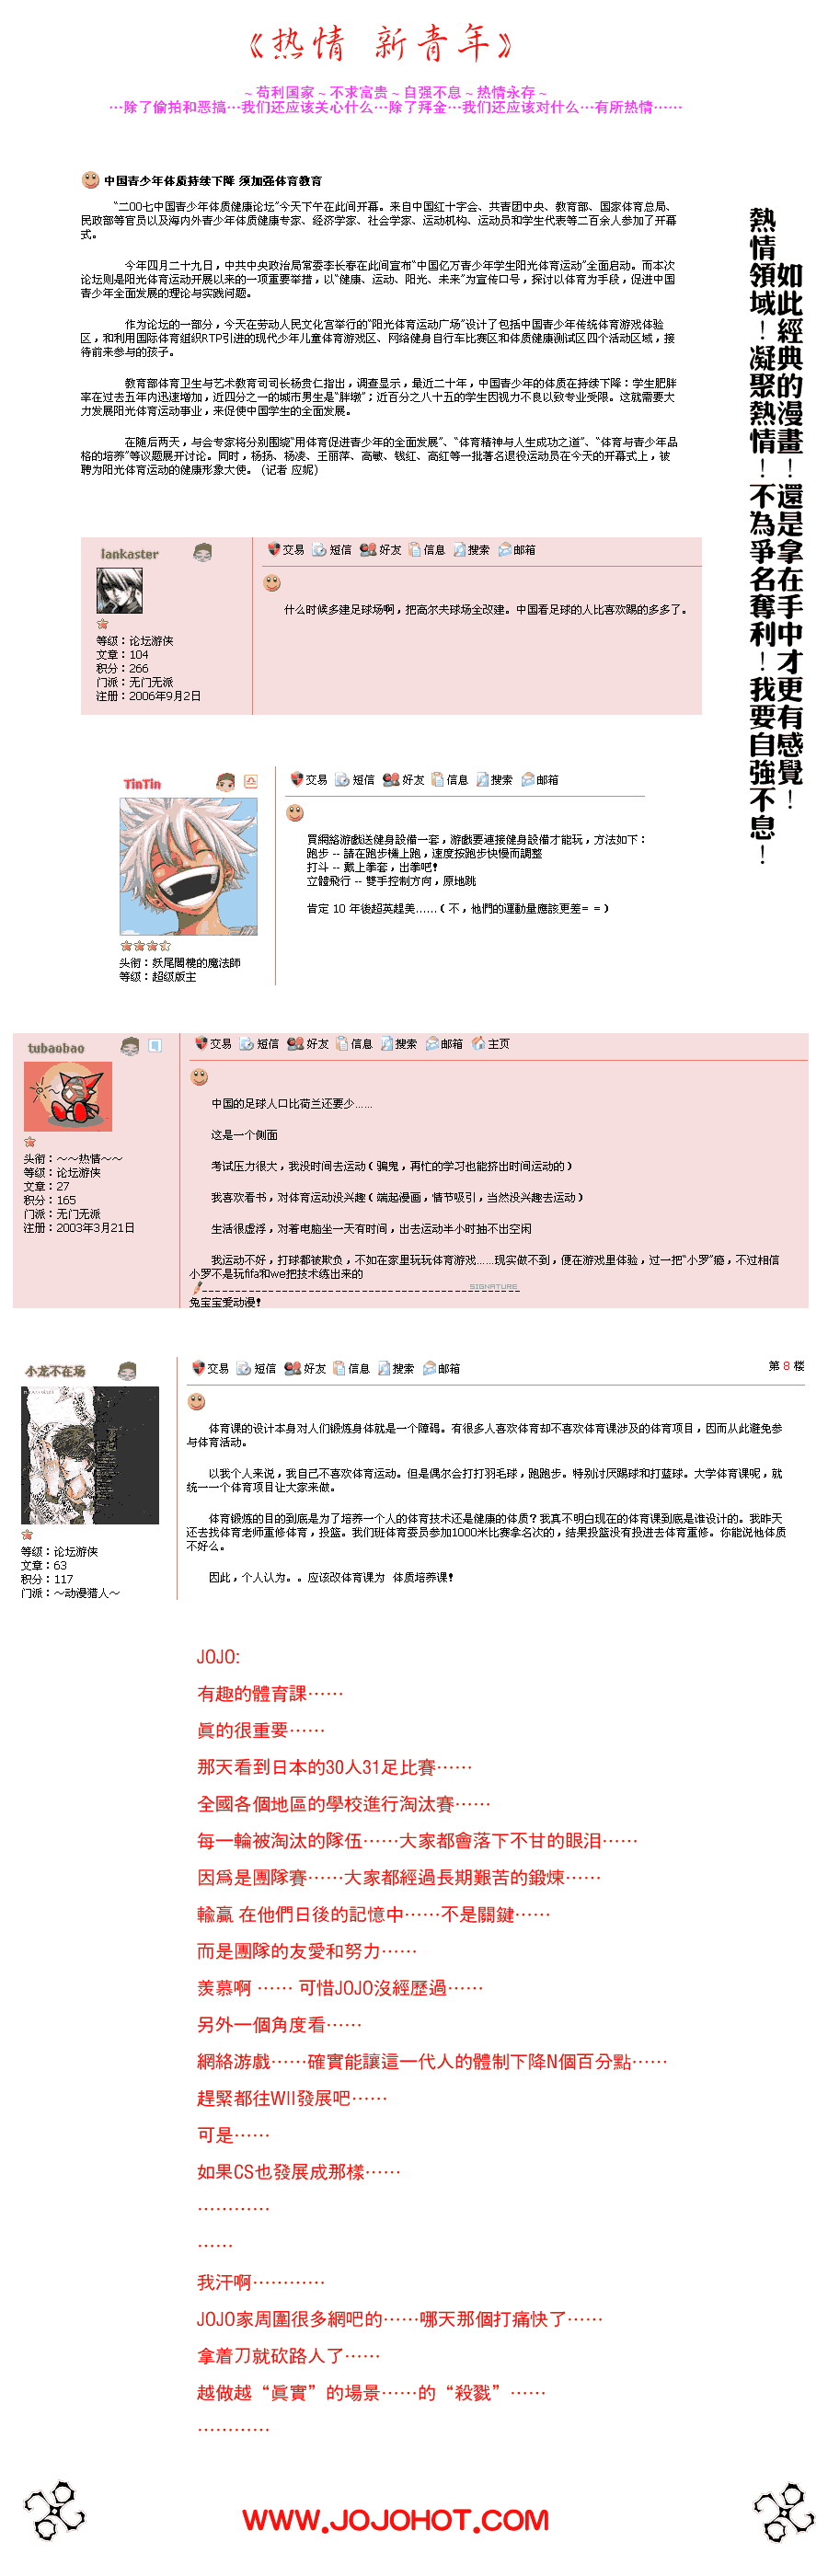 《热情 新青年》
~ 苟利国家 ~ 不求富贵 ~ 自强不息 ~ 热情永存 ~
…除了偷拍和恶搞…我们还应该关心什么…除了拜金…我们还应该对什么…有所热情……
中国青少年体质持续下降 须加强体育教育
“二00七中国青少年体质健康论坛”今天下午在此间开幕。来自中国红十字会、共青团中央、教育部、国家体育总局、
民政部等官员以及海内外青少年体质健康专家、经济学家、社会学家、运动机构、运动员和学生代表等二百余人参加了开幕
式。
今年四月二十九日，中共中央政治局常委李长春在此间宣布“中国亿万青少年学生阳光体育运动”全面启动。而本次
论坛则是阳光体育运动开展以来的一项重要举措，以“健康、运动、阳光、未来”为宣传口号，探讨以体育为手段，促进中国
青少年全面发展的理论与实践问题。
作为论坛的一部分，今天在劳动人民文化宫举行的“阳光体育运动广场”设计了包括中国青少年传统体育游戏体验
区，和利用国际体育组织RTP引进的现代少年儿童体育游戏区、网络健身自行车比赛区和体质健康测试区四个活动区域，接
待前来参与的孩子。
教育部体育卫生与艺术教育司司长杨贵仁指出，调查显示，最近二十年，中国青少年的体质在持续下降：学生肥胖
率在过去五年内迅速增加，近四分之一的城市男生是“胖墩”；近百分之八十五的学生因视力不良以致专业受限。这就需要大
力发展阳光体育运动事业，来促使中国学生的全面发展。
在随后两天，与会专家将分别围绕“用体育促进青少年的全面发展”、“体育精神与人生成功之道”、“体育与青少年品
格的培养”等议题展开讨论。同时，杨扬、杨凌、王丽萍、高敏、钱红、高红等一批著名退役运动员在今天的开幕式上，被
聘为阳光体育运动的健康形象大使。（记者 应妮）
如此經典的漫畫！還是拿在手中才更有感覺！
熱情領域！凝聚熱情！不為爭名奪利！我要自強不息！
lankaster
交易 短信 好友 信息 搜索 邮箱
什么时候多建足球场啊，把高尔夫球场全改建。中国看足球的人比喜欢踢的多多了。
等级：论坛游侠
文章：104
积分：266
门派：无门无派
注册：2006年9月2日
TinTin
交易 短信 好友 信息 搜索 邮箱
買網絡游戲送健身設備一套，游戲要連接健身設備才能玩，方法如下：
跑步 -- 請在跑步機上跑，速度按跑步快慢而調整
打斗 -- 戴上拳套，出拳吧！
立體飛行 -- 雙手控制方向，原地跳
肯定 10 年後超英趕美……（不，他們的運動量應該更差= =）
头衔：妖尾閣樓的魔法師
等级：超级版主
tubaobao
交易 短信 好友 信息 搜索 邮箱 主页
中国的足球人口比荷兰还要少……
这是一个侧面
考试压力很大，我没时间去运动（骗鬼，再忙的学习也能挤出时间运动的）
我喜欢看书，对体育运动没兴趣（端起漫画，情节吸引，当然没兴趣去运动）
生活很虚浮，对着电脑坐一天有时间，出去运动半小时抽不出空闲
我运动不好，打球都被欺负，不如在家里玩玩体育游戏……现实做不到，便在游戏里体验，过一把“小罗”瘾，不过相信
小罗不是玩fifa和we把技术练出来的
SIGNATURE
兔宝宝爱动漫！
头衔：～～热情～～
等级：论坛游侠
文章：27
积分：165
门派：无门无派
注册：2003年3月21日
小龙不在场
交易 短信 好友 信息 搜索 邮箱
第 8 楼
体育课的设计本身对人们锻炼身体就是一个障碍。有很多人喜欢体育却不喜欢体育课涉及的体育项目，因而从此避免参
与体育活动。
以我个人来说，我自己不喜欢体育运动。但是偶尔会打打羽毛球，跑跑步。特别讨厌踢球和打蓝球。大学体育课呢，就
统一一个体育项目让大家来做。
体育锻炼的目的到底是为了培养一个人的体育技术还是健康的体质？我真不明白现在的体育课到底是谁设计的。我昨天
还去找体育老师重修体育，投篮。我们班体育委员参加1000米比赛拿名次的，结果投篮没有投进去体育重修。你能说他体质
不好么。
因此，个人认为。。应该改体育课为 体质培养课！
等级：论坛游侠
文章：63
积分：117
门派：～动漫猎人～
JOJO:
有趣的體育課……
眞的很重要……
那天看到日本的30人31足比賽……
全國各個地區的學校進行淘汰賽……
每一輪被淘汰的隊伍……大家都會落下不甘的眼泪……
因爲是團隊賽……大家都經過長期艱苦的鍛煉……
輸贏 在他們日後的記憶中……不是關鍵……
而是團隊的友愛和努力……
羨慕啊 …… 可惜JOJO沒經歷過……
另外一個角度看……
網絡游戲……確實能讓這一代人的體制下降N個百分點……
趕緊都往WII發展吧……
可是……
如果CS也發展成那樣……
…………
……
我汗啊…………
JOJO家周圍很多網吧的……哪天那個打痛快了……
拿着刀就砍路人了……
越做越“眞實”的場景……的“殺戮”……
…………
WWW.JOJOHOT.COM